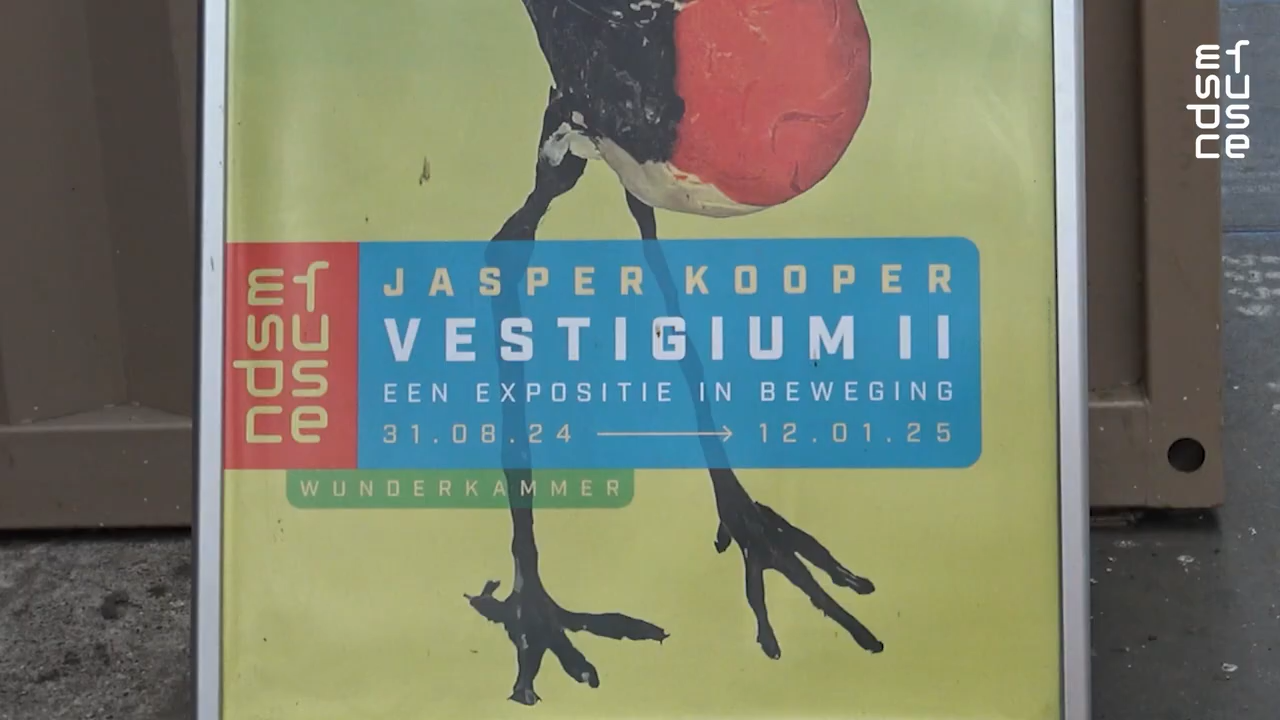 JASPER KOOPER
VESTIGIUM II
EEN EXPOSITIE IN BEWEGING
31.08.24 → 12.01.25
WUNDERKAMMER